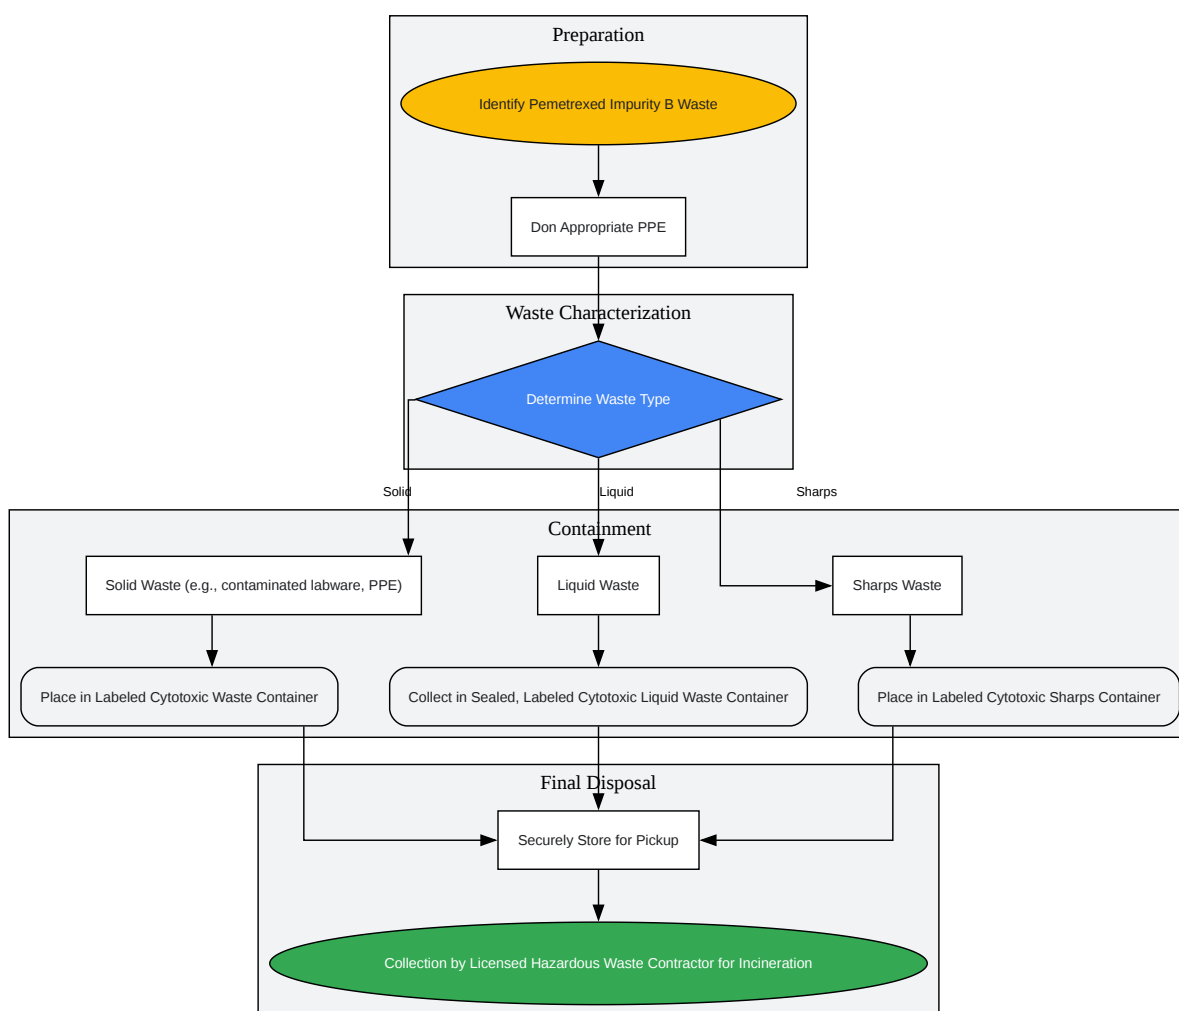 Preparation
Identify Pemetrexed Impurity B Waste
Don Appropriate PPE
Waste Characterization
Determine Waste Type
Solid
Liquid
Sharps
Containment
Solid Waste (e.g., contaminated labware, PPE)
Liquid Waste
Sharps Waste
Place in Labeled Cytotoxic Waste Container
Collect in Sealed, Labeled Cytotoxic Liquid Waste Container
Place in Labeled Cytotoxic Sharps Container
Final Disposal
Securely Store for Pickup
Collection by Licensed Hazardous Waste Contractor for Incineration